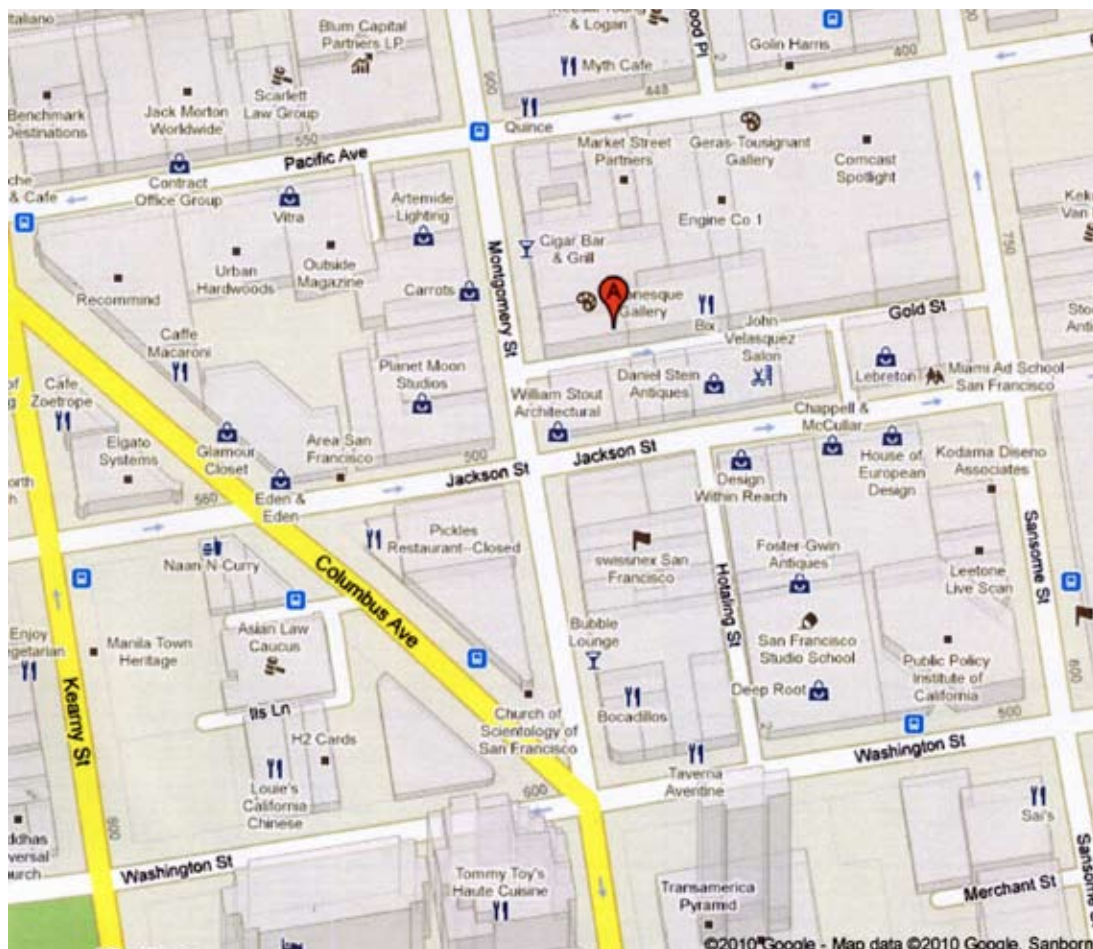 Italiano
Blum Capital
Partners LP
& Logan
Golin Harris
400
600
Myth Cafe
448
2
Benchmark
Destinations
Jack Morton
Worldwide
Scarlett
Law Group
550
Pacific Ave
Quince
Market Street
Partners
Geras-Tousignant
Gallery
Comcast
Spotlight
& Cafe
Contract
Office Group
Vitra
Artemide
Lighting
Engine Co 1
Van
750
Cigar Bar
& Grill
Montgomery St
Urban
Hardwoods
Outside
Magazine
Recommind
Carrots
A
Gallery
Bix
John
Velasquez
Salon
Gold St
Caffe
Macaroni
Planet Moon
Studios
Cafe
Zoetrope
William Stout
Architectural
Daniel Stein
Antiques
Lebreton
Miami Ad School
San Francisco
Chappell &
McCullar
Elgato
Systems
Glamour
Closet
Area San
Francisco
500
Jackson St
Jackson St
Design
Within Reach
House of
European
Design
Kodama Diseno
Associates
Eden &
Eden
560
Pickles
Restaurant--Closed
Naan N Curry
Columbus Ave
swissnex San
Francisco
Hotaling St
Foster-Gwin
Antiques
Leetone
Live Scan
Sansome St
Enjoy
Manila Town
Heritage
Asian Law
Caucus
Bubble
Lounge
San Francisco
Studio School
Public Policy
Institute of
California
Deep Root
600
Kearny St
Ils Ln
H2 Cards
Church of
Scientology of
San Francisco
Bocadillos
2
500
Washington St
Louie's
California
Chinese
600
Taverna
Aventine
Sai's
800
Washington St
Tommy Toy's
Haute Cuisine
Transamerica
Pyramid
Merchant St
©2010 Google - Map data ©2010 Google, Sanborn